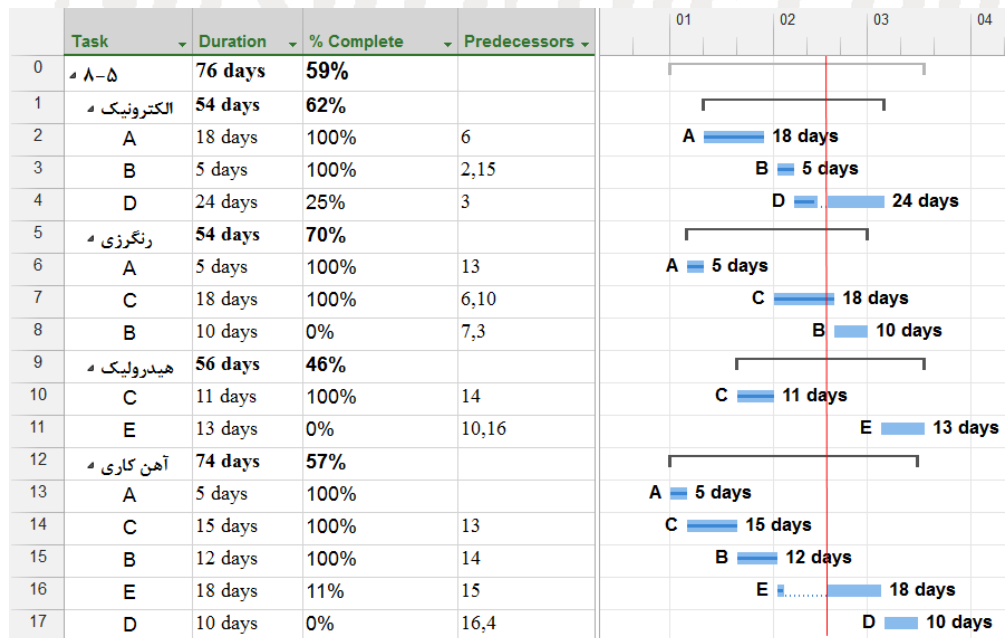 01 02 03 04
Task Duration % Complete Predecessors
0 ۸-۵ 76 days 59%
1 الکترونیک 54 days 62%
2 A 18 days 100% 6 A 18 days
3 B 5 days 100% 2,15 B 5 days
4 D 24 days 25% 3 D 24 days
5 رنگرزی 54 days 70%
6 A 5 days 100% 13 A 5 days
7 C 18 days 100% 6,10 C 18 days
8 B 10 days 0% 7,3 B 10 days
9 هیدرولیک 56 days 46%
10 C 11 days 100% 14 C 11 days
11 E 13 days 0% 10,16 E 13 days
12 آهن کاری 74 days 57%
13 A 5 days 100% A 5 days
14 C 15 days 100% 13 C 15 days
15 B 12 days 100% 14 B 12 days
16 E 18 days 11% 15 E 18 days
17 D 10 days 0% 16,4 D 10 days